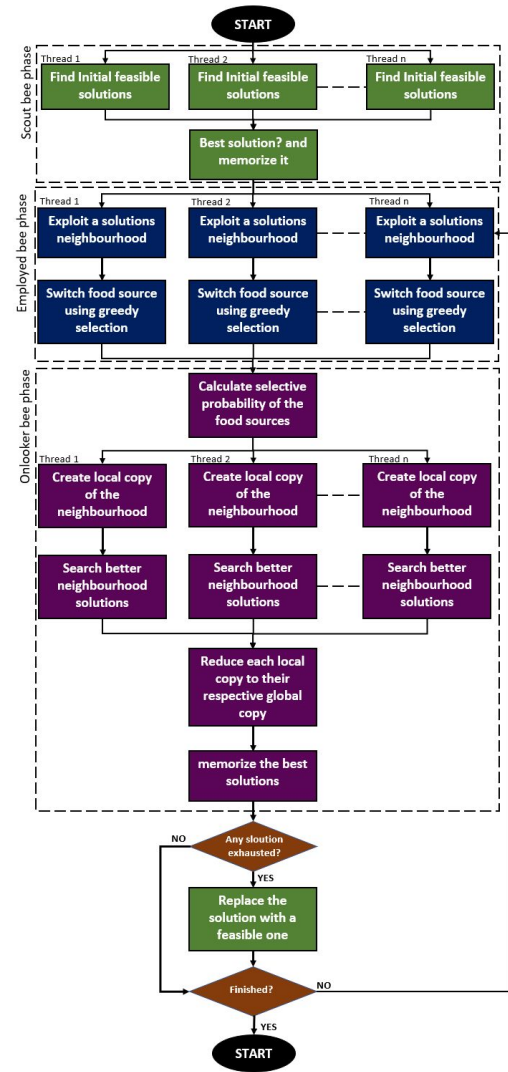 START
Scout bee phase
Thread 1
Thread 2
Thread n
Find Initial feasible
solutions
Find Initial feasible
solutions
Find Initial feasible
solutions
Best solution? and
memorize it
Employed bee phase
Thread 1
Thread 2
Thread n
Exploit a solutions
neighbourhood
Exploit a solutions
neighbourhood
Exploit a solutions
neighbourhood
Switch food source
using greedy
selection
Switch food source
using greedy
selection
Switch food source
using greedy
selection
Onlooker bee phase
Calculate selective
probability of the
food sources
Thread 1
Thread 2
Thread n
Create local copy
of the
neighbourhood
Create local copy
of the
neighbourhood
Create local copy
of the
neighbourhood
Search better
neighbourhood
solutions
Search better
neighbourhood
solutions
Search better
neighbourhood
solutions
Reduce each local
copy to their
respective global
copy
memorize the best
solutions
Any sloution
exhausted?
NO
YES
Replace the
solution with a
feasible one
Finished?
NO
YES
START